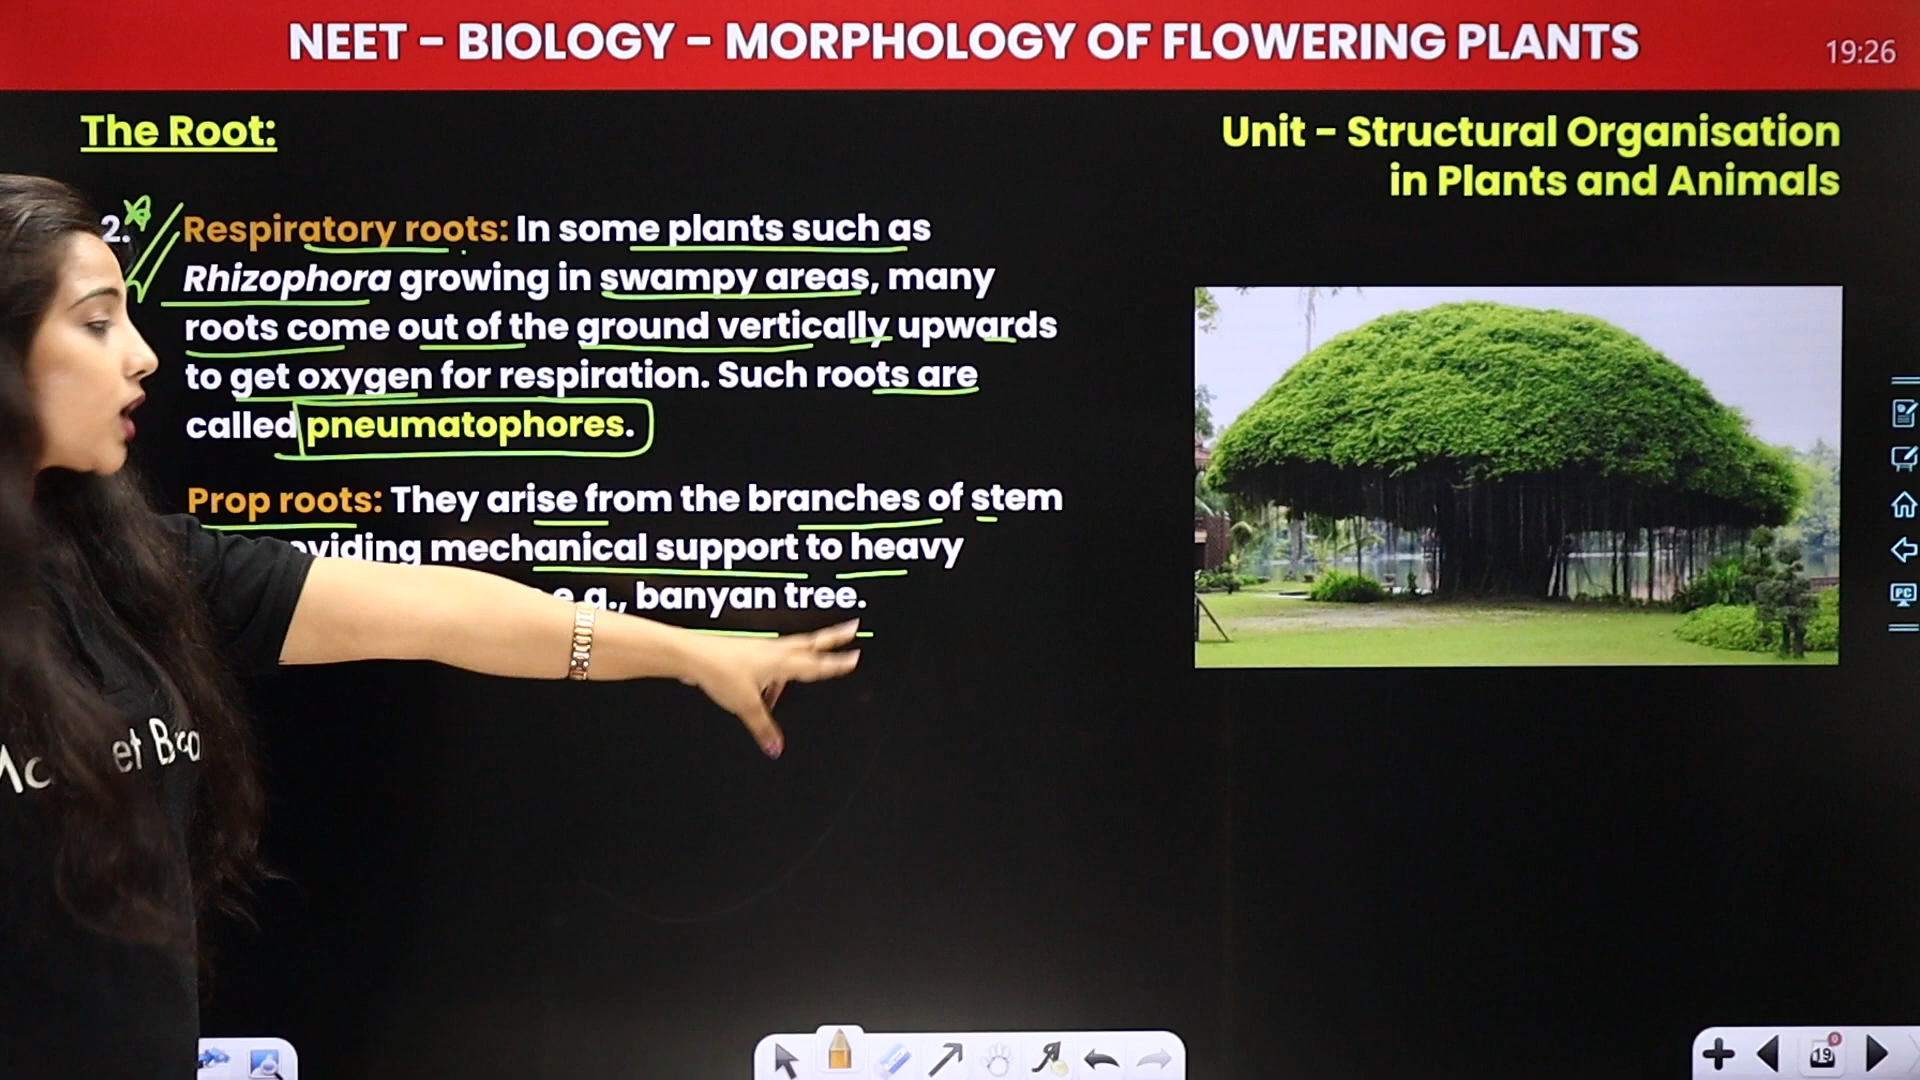 NEET - BIOLOGY - MORPHOLOGY OF FLOWERING PLANTS
19:26
The Root:
Unit - Structural Organisation
in Plants and Animals
2. Respiratory roots: In some plants such as
Rhizophora growing in swampy areas, many
roots come out of the ground vertically upwards
to get oxygen for respiration. Such roots are
called pneumatophores.
Prop roots: They arise from the branches of stem
mechanical support to heavy
e.g., banyan tree.
PC
19